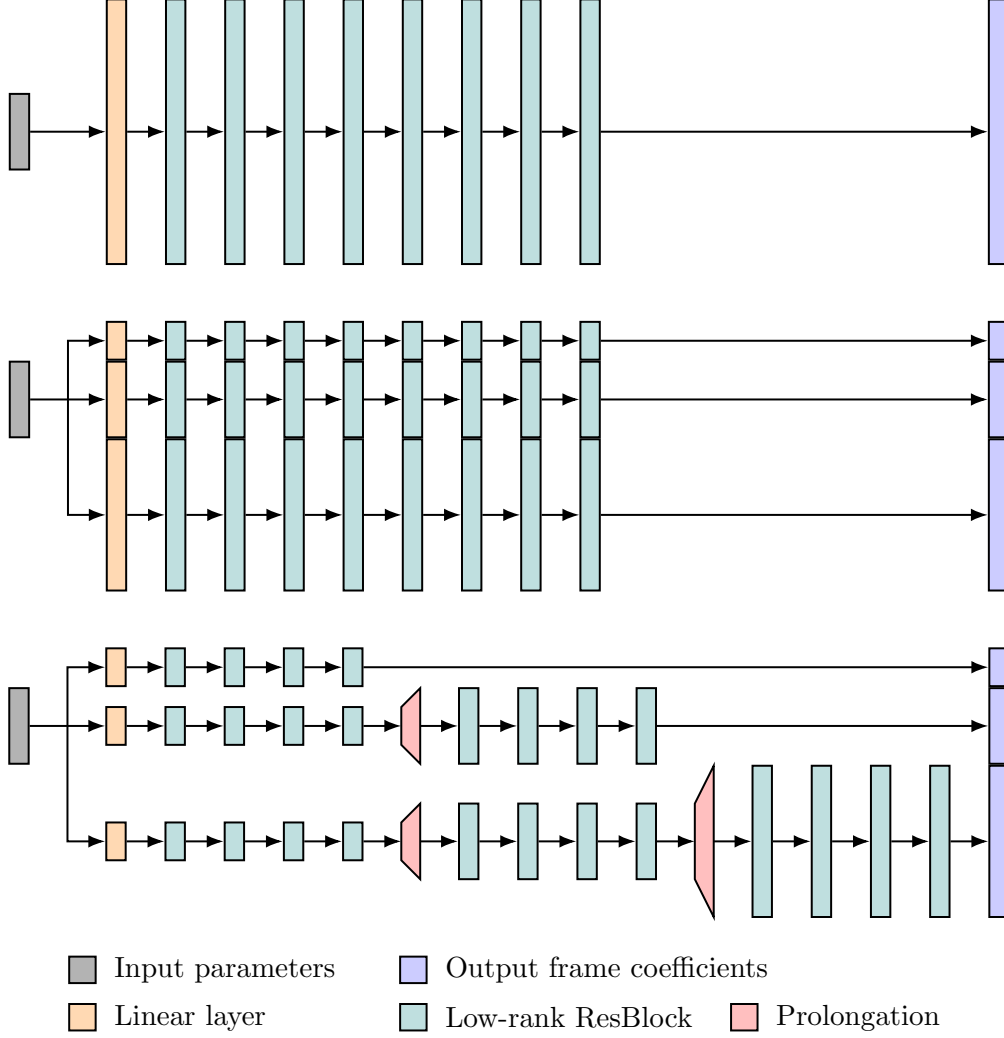 Input parameters Output frame coefficients
Linear layer Low-rank ResBlock Prolongation